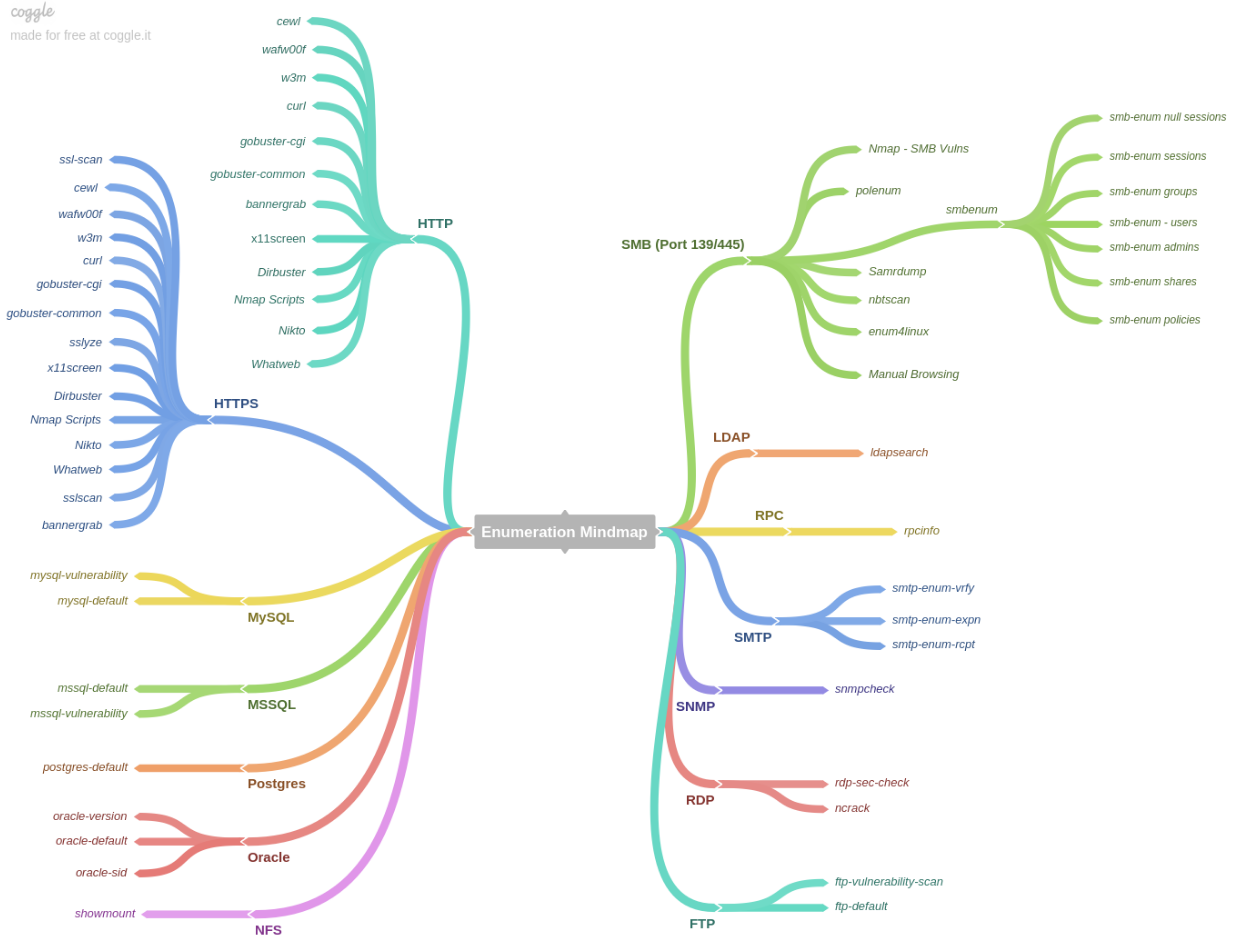 coggle
made for free at coggle.it
cewl
wafw00f
w3m
curl
gobuster-cgi
gobuster-common
bannergrab
x11screen
Dirbuster
Nmap Scripts
Nikto
Whatweb
HTTP
ssl-scan
cewl
wafw00f
w3m
curl
gobuster-cgi
gobuster-common
sslyze
x11screen
Dirbuster
Nmap Scripts
Nikto
Whatweb
sslscan
bannergrab
HTTPS
mysql-vulnerability
mysql-default
MySQL
mssql-default
mssql-vulnerability
MSSQL
postgres-default
Postgres
oracle-version
oracle-default
oracle-sid
Oracle
showmount
NFS
Enumeration Mindmap
SMB (Port 139/445)
Nmap - SMB Vulns
polenum
smbenum
smb-enum null sessions
smb-enum sessions
smb-enum groups
smb-enum - users
smb-enum admins
smb-enum shares
smb-enum policies
Samrdump
nbtscan
enum4linux
Manual Browsing
LDAP
ldapsearch
RPC
rpcinfo
SMTP
smtp-enum-vrfy
smtp-enum-expn
smtp-enum-rcpt
SNMP
snmpcheck
RDP
rdp-sec-check
ncrack
FTP
ftp-vulnerability-scan
ftp-default